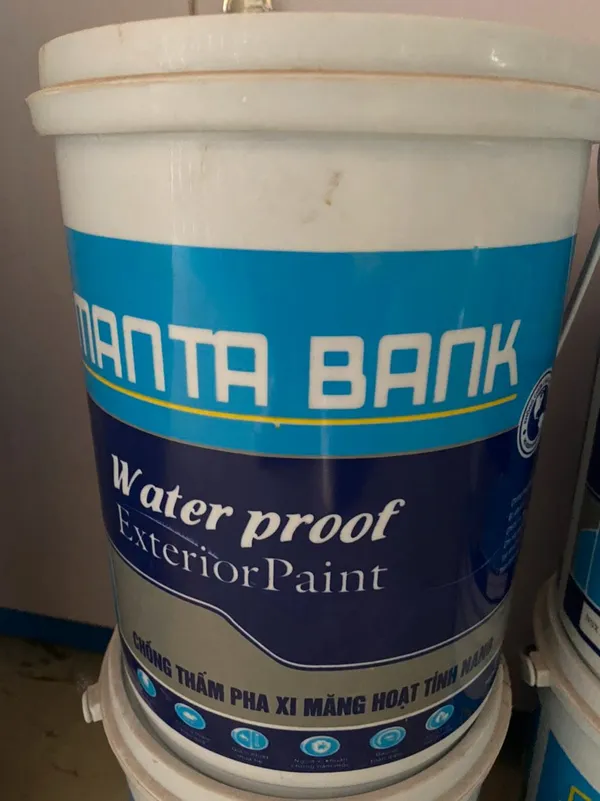 MANTA BANK
Water proof
ExteriorPaint
CHỐNG THẤM PHA XI MĂNG HOẠT TÍNH NANO